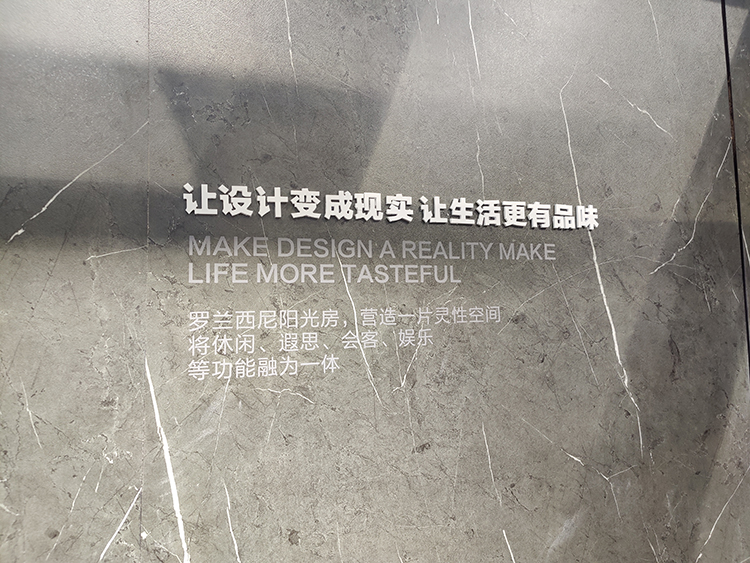 让设计变成现实 让生活更有品味
MAKE DESIGN A REALITY MAKE
LIFE MORE TASTEFUL
罗兰西尼阳光房，营造一片灵性空间
将休闲、遐思、会客、娱乐
等功能融为一体